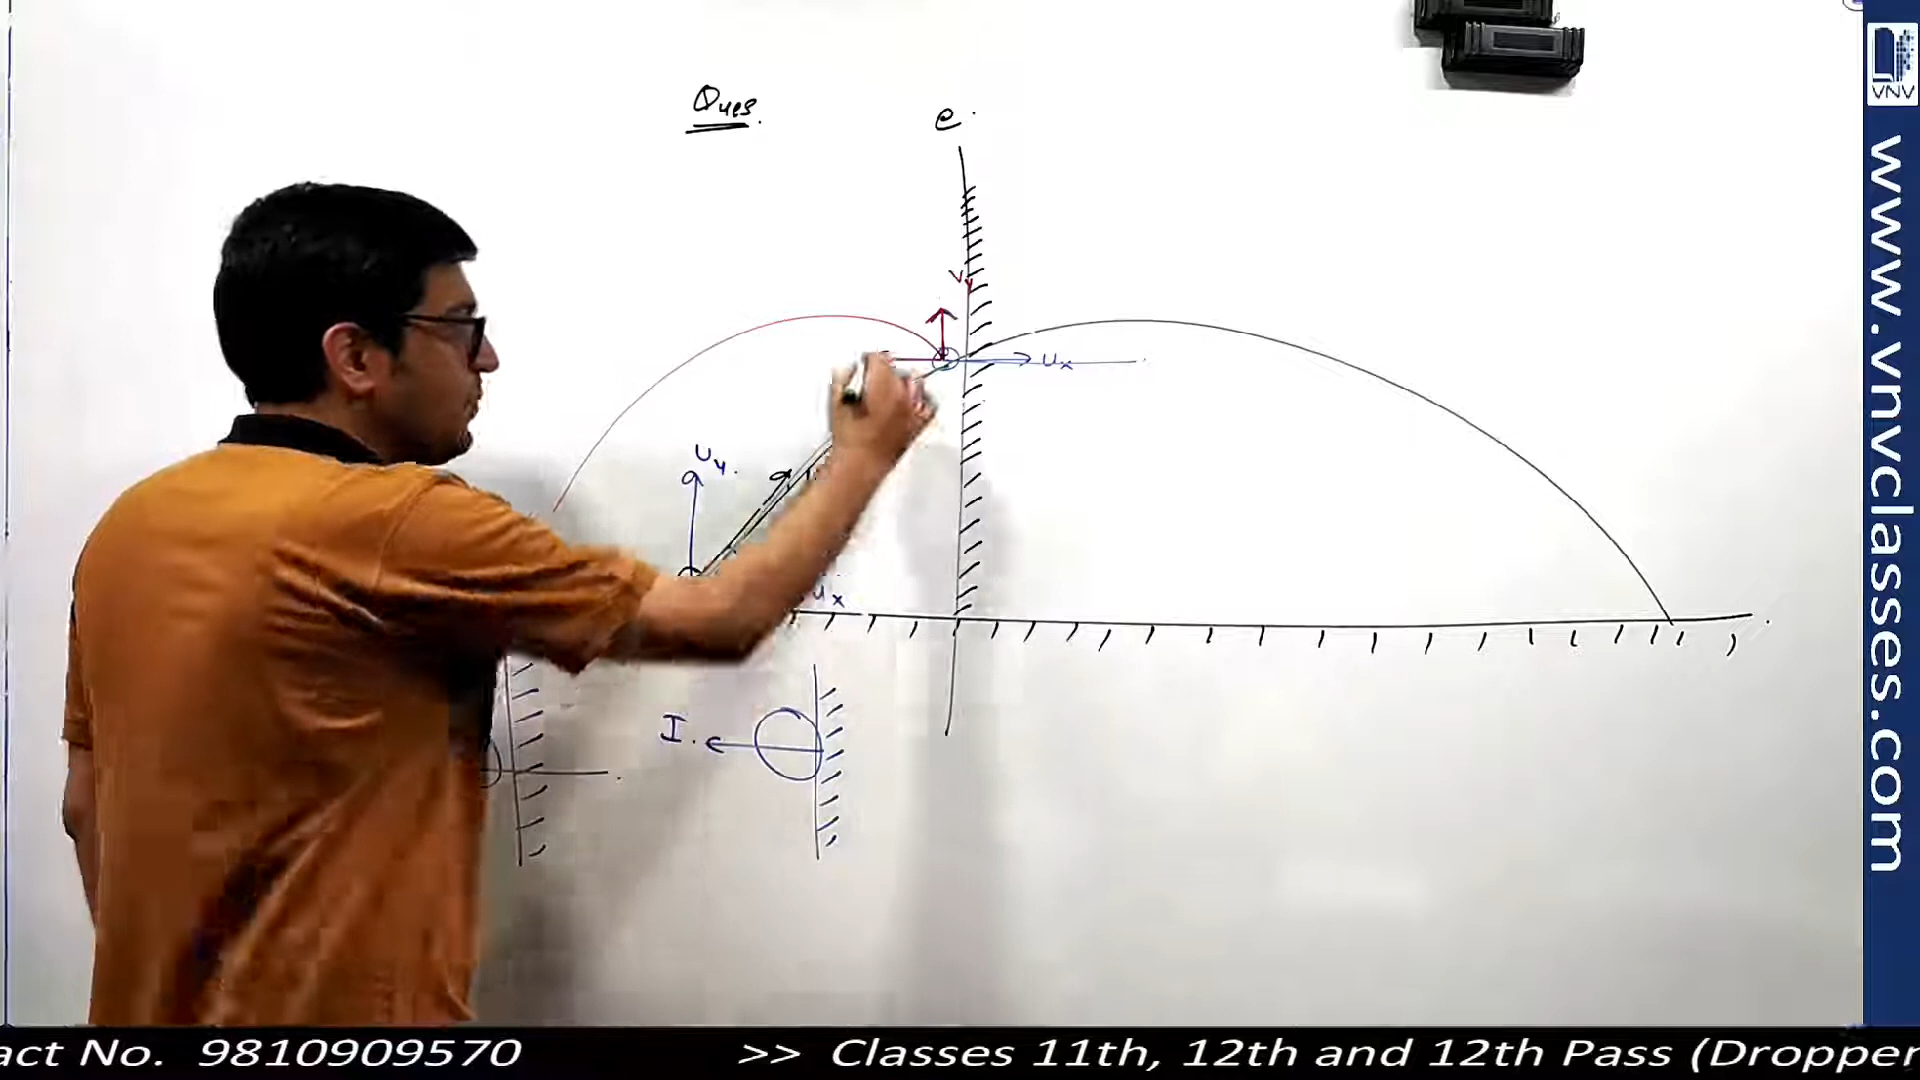 Ques.
e.
Vy
ux
uy.
ux
I.
VNV
www.vnvclasses.com
act No. 9810909570 >> Classes 11th, 12th and 12th Pass (Dropper